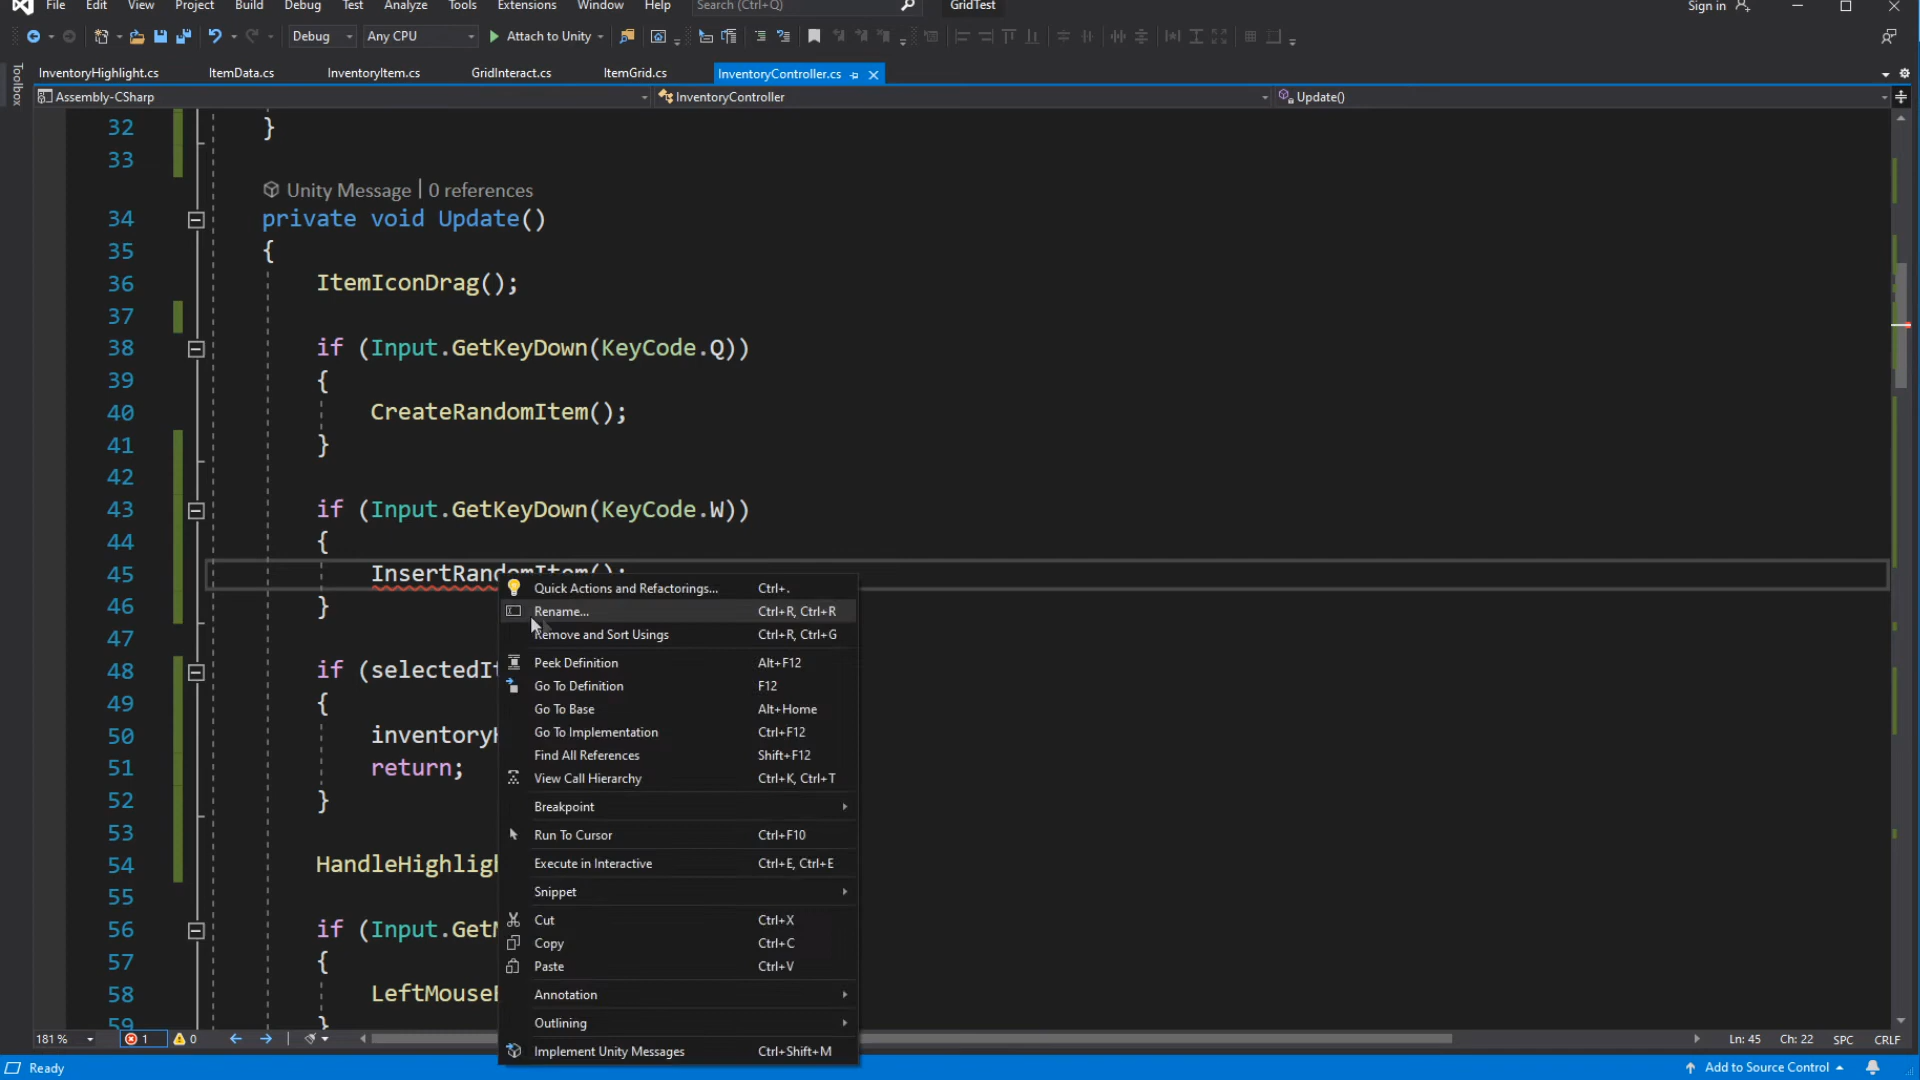 File Edit View Project Build Debug Test Analyze Tools Extensions Window Help Search (Ctrl+Q) GridTest Sign in
Debug Any CPU Attach to Unity
Toolbox
InventoryHighlight.cs ItemData.cs InventoryItem.cs GridInteract.cs ItemGrid.cs InventoryController.cs
Assembly-CSharp InventoryController Update()
32 }
33
Unity Message | 0 references
34 private void Update()
35 {
36 ItemIconDrag();
37
38 if (Input.GetKeyDown(KeyCode.Q))
39 {
40 CreateRandomItem();
41 }
42
43 if (Input.GetKeyDown(KeyCode.W))
44 {
45 InsertRandomItem();
46 }
47
48 if (selectedIt
49 {
50 inventoryH
51 return;
52 }
53
54 HandleHighligh
55
56 if (Input.GetM
57 {
58 LeftMouseB
59 }
Quick Actions and Refactorings... Ctrl+.
Rename... Ctrl+R, Ctrl+R
Remove and Sort Usings Ctrl+R, Ctrl+G
Peek Definition Alt+F12
Go To Definition F12
Go To Base Alt+Home
Go To Implementation Ctrl+F12
Find All References Shift+F12
View Call Hierarchy Ctrl+K, Ctrl+T
Breakpoint
Run To Cursor Ctrl+F10
Execute in Interactive Ctrl+E, Ctrl+E
Snippet
Cut Ctrl+X
Copy Ctrl+C
Paste Ctrl+V
Annotation
Outlining
Implement Unity Messages Ctrl+Shift+M
181 % 1 0 Ln: 45 Ch: 22 SPC CRLF
Ready Add to Source Control